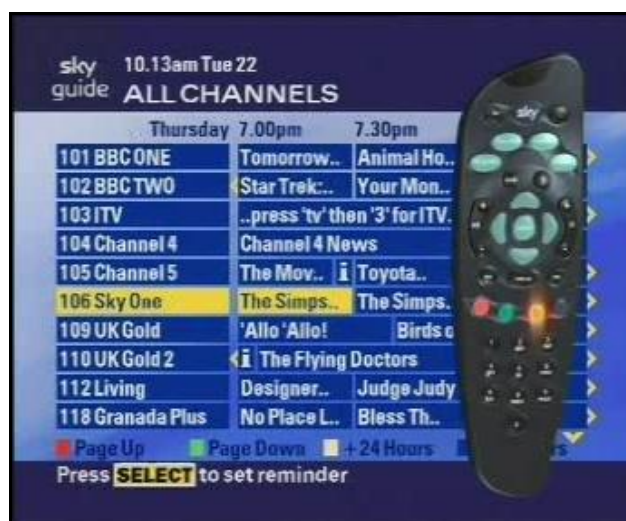 sky 10.13am Tue 22
guide ALL CHANNELS
Thursday 7.00pm 7.30pm
sky
101 BBC ONE Tomorrow.. Animal Ho..
102 BBC TWO Star Trek:.. Your Mon..
103 ITV ..press 'tv' then '3' for ITV.
104 Channel 4 Channel 4 News
105 Channel 5 The Mov.. i Toyota..
106 Sky One The Simps.. The Simps.
109 UK Gold 'Allo 'Allo! Birds o
110 UK Gold 2 i The Flying Doctors
112 Living Designer.. Judge Judy
118 Granada Plus No Place L.. Bless Th..
Page Up Page Down +24 Hours
Press SELECT to set reminder